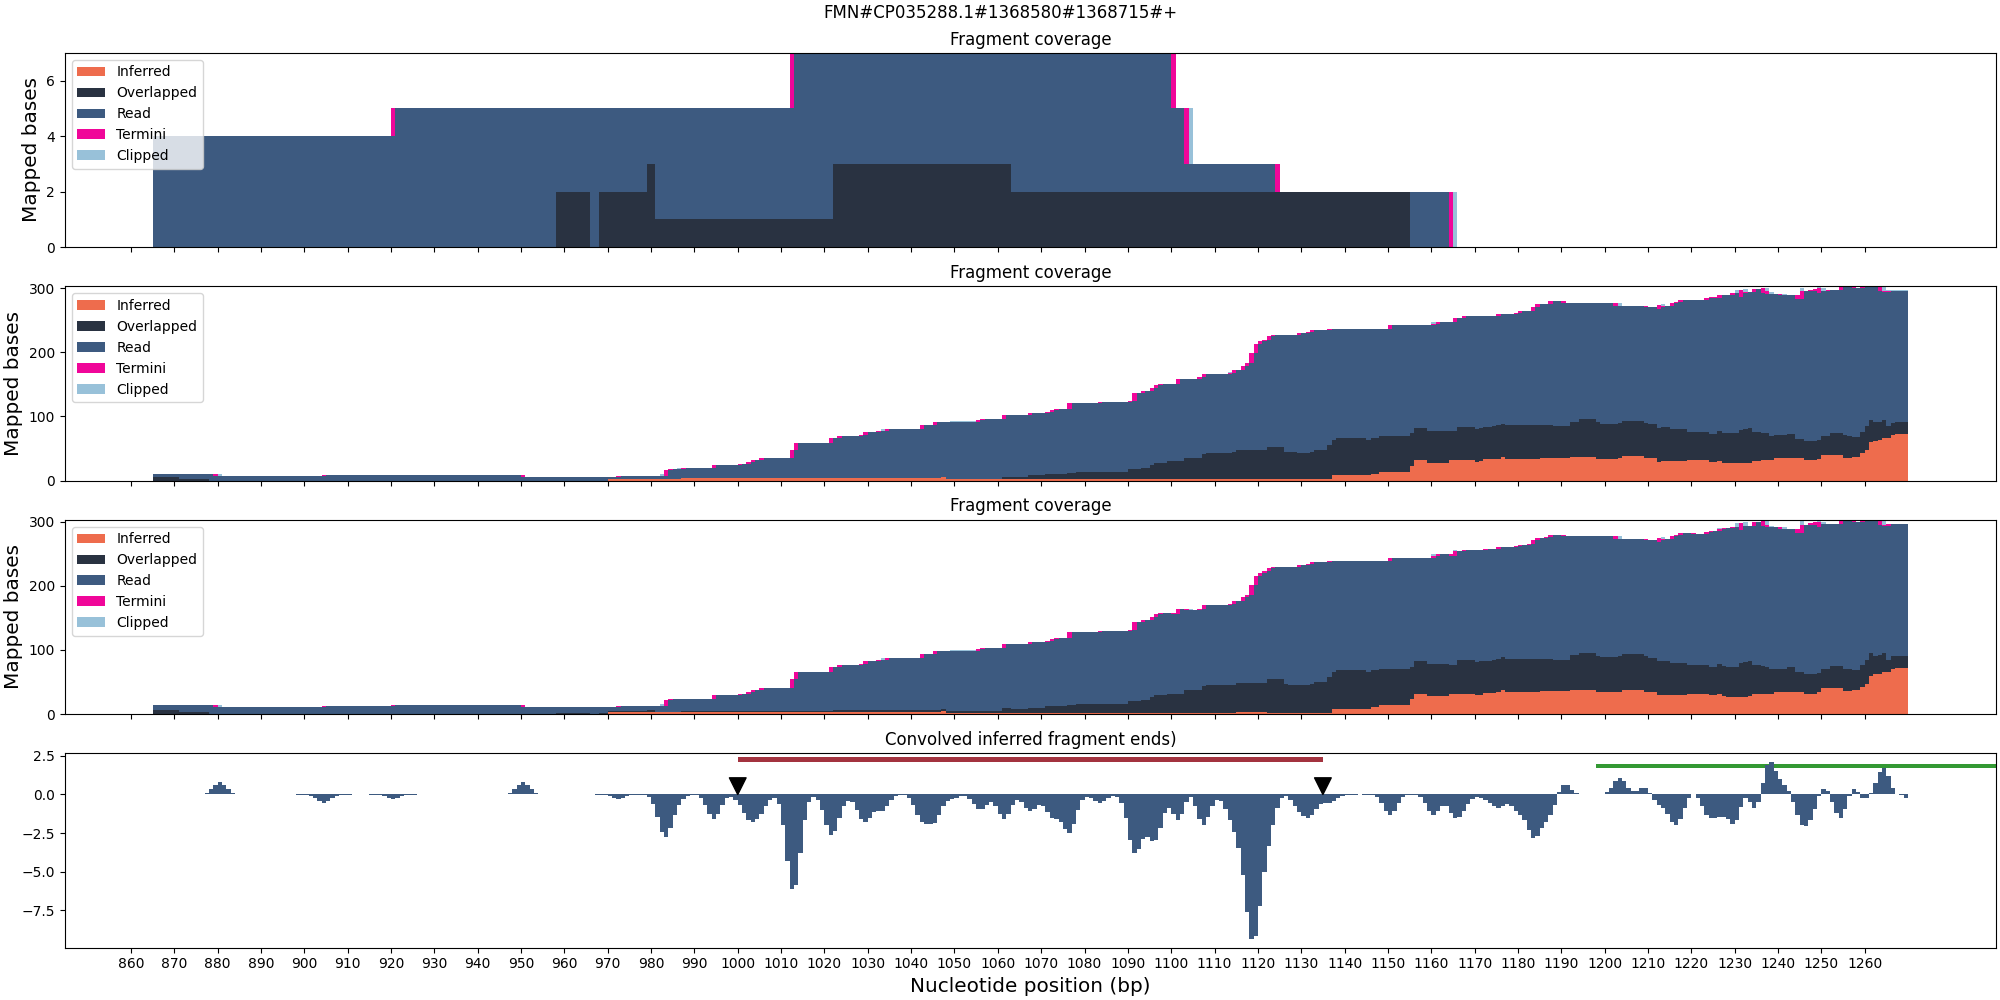 FMN#CP035288.1#1368580#1368715#+
Fragment coverage
Mapped bases
6
4
2
0
Inferred
Overlapped
Read
Termini
Clipped
Fragment coverage
Mapped bases
300
200
100
0
Inferred
Overlapped
Read
Termini
Clipped
Fragment coverage
Mapped bases
300
200
100
0
Inferred
Overlapped
Read
Termini
Clipped
Convolved inferred fragment ends)
2.5
0.0
−2.5
−5.0
−7.5
860 870 880 890 900 910 920 930 940 950 960 970 980 990 1000 1010 1020 1030 1040 1050 1060 1070 1080 1090 1100 1110 1120 1130 1140 1150 1160 1170 1180 1190 1200 1210 1220 1230 1240 1250 1260
Nucleotide position (bp)